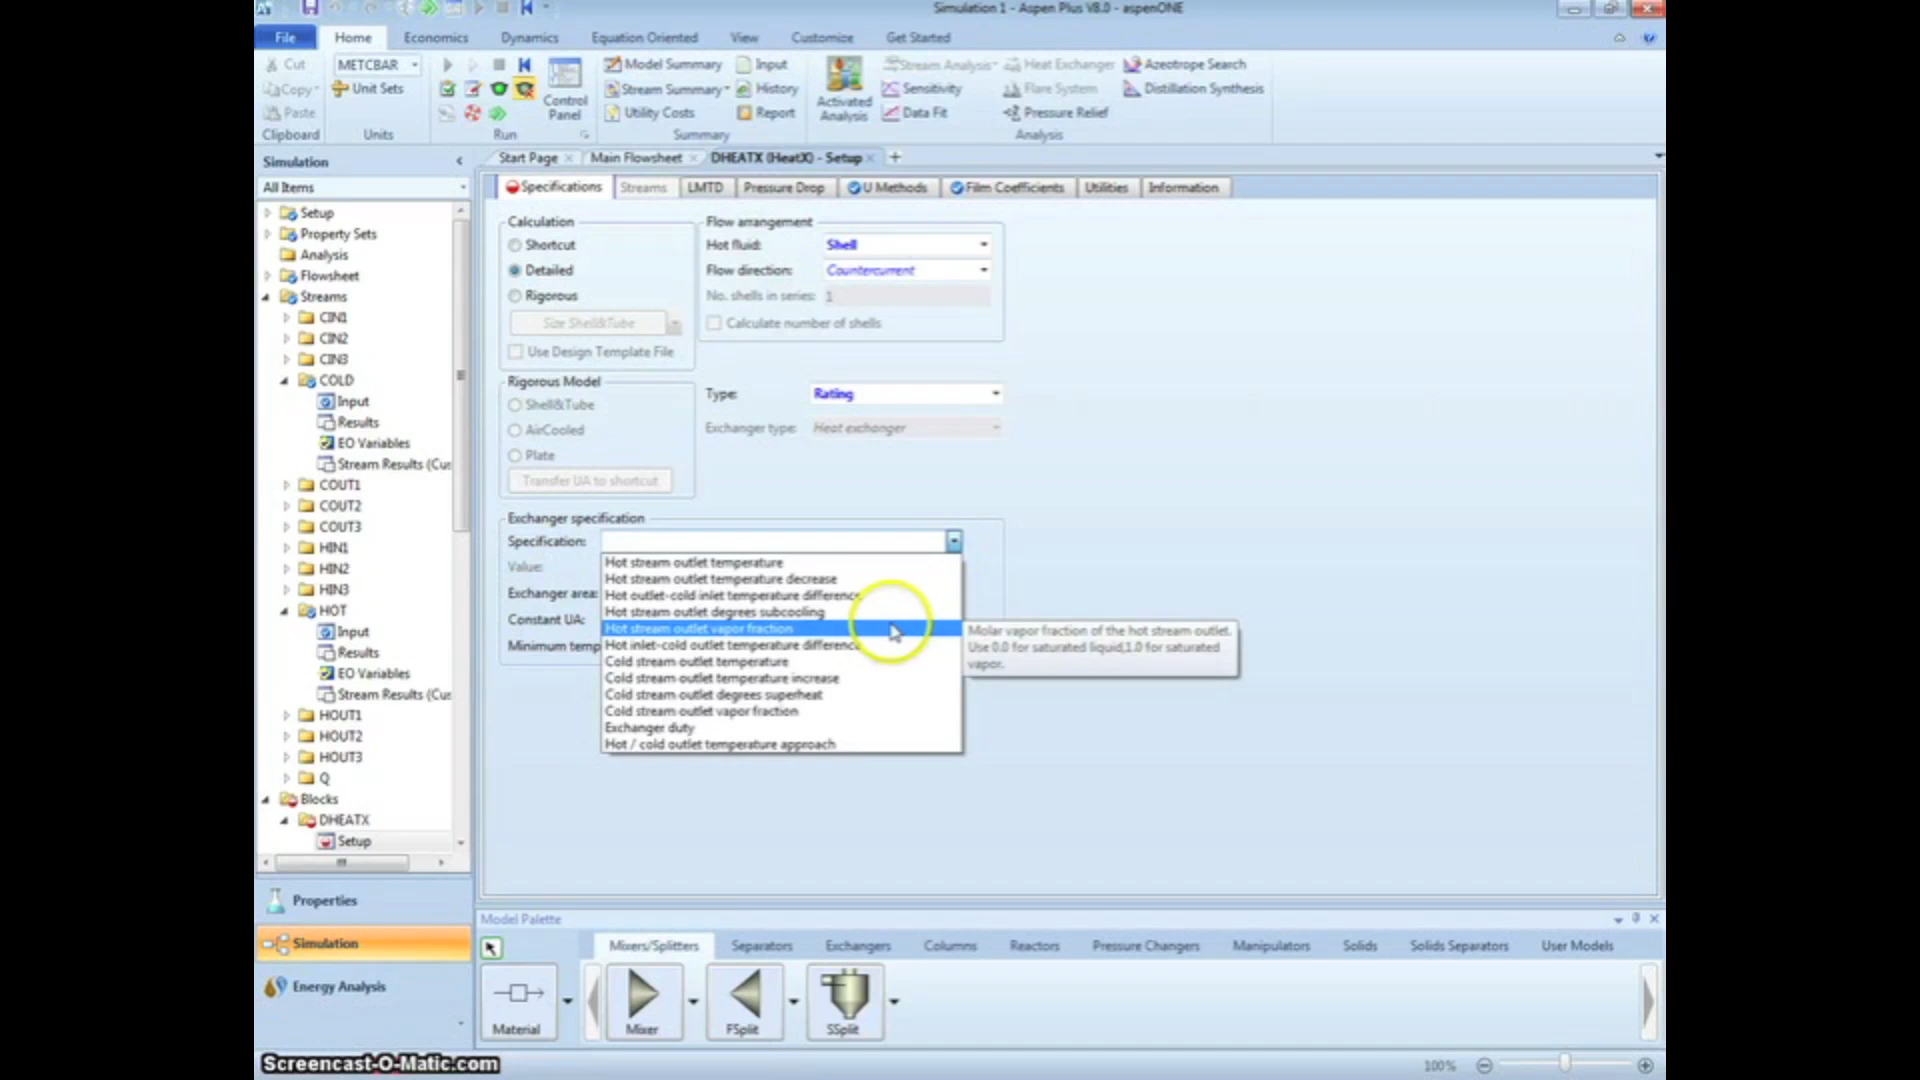 Simulation 1 - Aspen Plus V8.0 - aspenONE
File Home Economics Dynamics Equation Oriented View Customize Get Started
Cut METCBAR Model Summary Input Stream Analysis Heat Exchanger Azeotrope Search
Copy Unit Sets Stream Summary History Sensitivity Flare System Distillation Synthesis
Paste Control Panel Utility Costs Report Activated Analysis Data Fit Pressure Relief
Clipboard Units Run Summary Analysis
Simulation
All Items
Start Page Main Flowsheet DHEATX (HeatX) - Setup
Specifications Streams LMTD Pressure Drop U Methods Film Coefficients Utilities Information
Setup
Property Sets
Analysis
Flowsheet
Streams
CIN1
CIN2
CIN3
COLD
Input
Results
EO Variables
Stream Results (Cus
COUT1
COUT2
COUT3
HIN1
HIN2
HIN3
HOT
Input
Results
EO Variables
Stream Results (Cus
HOUT1
HOUT2
HOUT3
Q
Blocks
DHEATX
Setup
Properties
Simulation
Energy Analysis
Calculation
Shortcut
Detailed
Rigorous
Size Shell&Tube
Use Design Template File
Flow arrangement
Hot fluid: Shell
Flow direction: Countercurrent
No. shells in series: 1
Calculate number of shells
Rigorous Model
Shell&Tube
AirCooled
Plate
Transfer UA to shortcut
Type: Rating
Exchanger type: Heat exchanger
Exchanger specification
Specification:
Value:
Exchanger area:
Constant UA:
Minimum temp
Hot stream outlet temperature
Hot stream outlet temperature decrease
Hot outlet-cold inlet temperature difference
Hot stream outlet degrees subcooling
Hot stream outlet vapor fraction
Hot inlet-cold outlet temperature difference
Cold stream outlet temperature
Cold stream outlet temperature increase
Cold stream outlet degrees superheat
Cold stream outlet vapor fraction
Exchanger duty
Hot / cold outlet temperature approach
Molar vapor fraction of the hot stream outlet.
Use 0.0 for saturated liquid,1.0 for saturated
vapor.
Model Palette
Mixers/Splitters Separators Exchangers Columns Reactors Pressure Changers Manipulators Solids Solids Separators User Models
Material Mixer FSplit SSplit
100%
Screencast-O-Matic.com